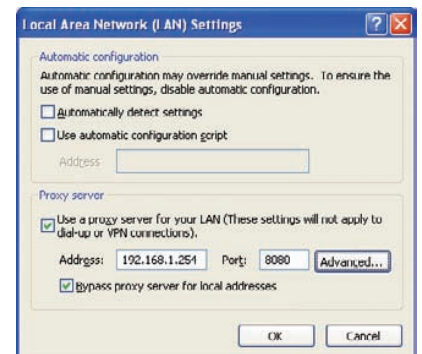 Local Area Network (LAN) Settings
Automatic configuration
Automatic configuration may override manual settings. To ensure the
use of manual settings, disable automatic configuration.
Automatically detect settings
Use automatic configuration script
Address
Proxy server
Use a proxy server for your LAN (These settings will not apply to
dial-up or VPN connections).
Address: 192.168.1.254 Port: 8080 Advanced...
Bypass proxy server for local addresses
OK Cancel